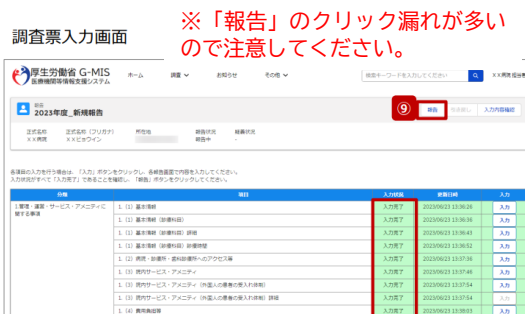 調査票入力画面
※「報告」のクリック漏れが多い
ので注意してください。
厚生労働省 G-MIS
医療機関等情報支援システム
ホーム 調査 お知らせ その他
検索キーワードを入力してください
××病院 担当者
報告
2023年度_新規報告
⑨
報告 引き戻し 入力内容確認
正式名称 正式名称（フリガナ） 所在地 報告状況 結果状況
××病院 ××ビョウイン 報告中 -
各項目の入力を行う場合は、「入力」ボタンをクリックし、各報告画面で内容を入力してください。
入力状況がすべて「入力完了」であることを確認し、「報告」ボタンをクリックしてください。
分類 項目 入力状況 更新日時 入力
1.管理・運営・サービス・アメニティに関する事項
1.（1）基本情報 入力完了 2023/06/23 13:36:26 入力
1.（1）基本情報（診療科目） 入力完了 2023/06/23 13:36:36 入力
1.（1）基本情報（診療科目）詳細 入力完了 2023/06/23 13:36:43 入力
1.（1）基本情報（診療科目）診療時間 入力完了 2023/06/23 13:36:52 入力
1.（2）病院・診療所・歯科診療所へのアクセス等 入力完了 2023/06/23 13:37:36 入力
1.（3）院内サービス・アメニティ 入力完了 2023/06/23 13:37:46 入力
1.（3）院内サービス・アメニティ（外国人の患者の受入れ体制） 入力完了 2023/06/23 13:37:54 入力
1.（3）院内サービス・アメニティ（外国人の患者の受入れ体制）詳細 入力完了 2023/06/23 13:37:54 入力
1.（4）費用負担等 入力完了 2023/06/23 13:38:03 入力